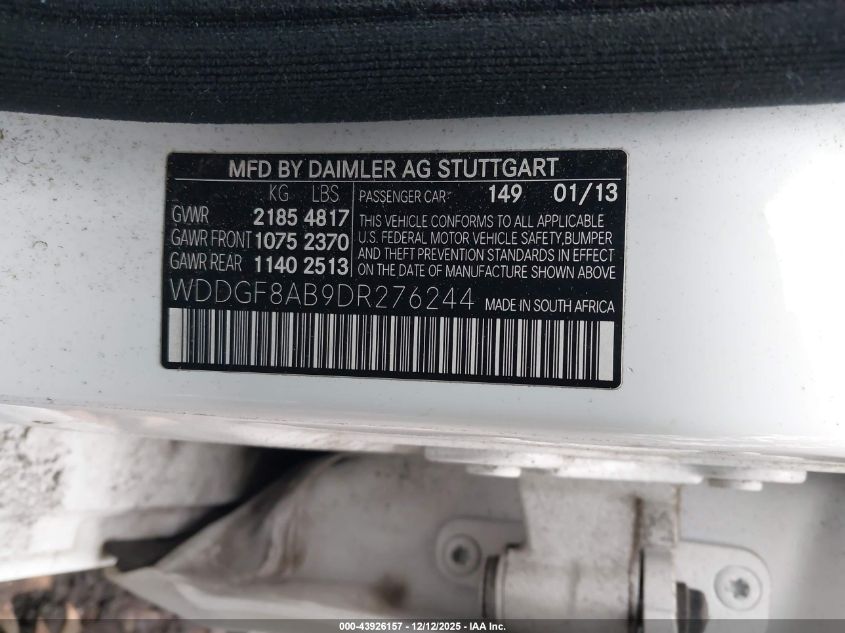 MFD BY DAIMLER AG STUTTGART
KG LBS
GVWR 2185 4817
GAWR FRONT 1075 2370
GAWR REAR 1140 2513
PASSENGER CAR 149 01/13
THIS VEHICLE CONFORMS TO ALL APPLICABLE
U.S. FEDERAL MOTOR VEHICLE SAFETY,BUMPER
AND THEFT PREVENTION STANDARDS IN EFFECT
ON THE DATE OF MANUFACTURE SHOWN ABOVE
WDDGF8AB9DR276244 MADE IN SOUTH AFRICA
000-43926157 - 12/12/2025 - IAA Inc.